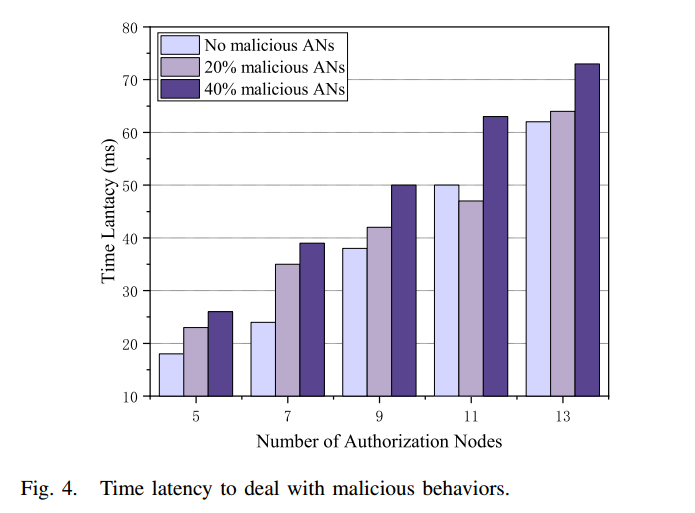 80
70
60
50
40
30
20
10
Time Lantacy (ms)
No malicious ANs
20% malicious ANs
40% malicious ANs
5 7 9 11 13
Number of Authorization Nodes
Fig. 4. Time latency to deal with malicious behaviors.